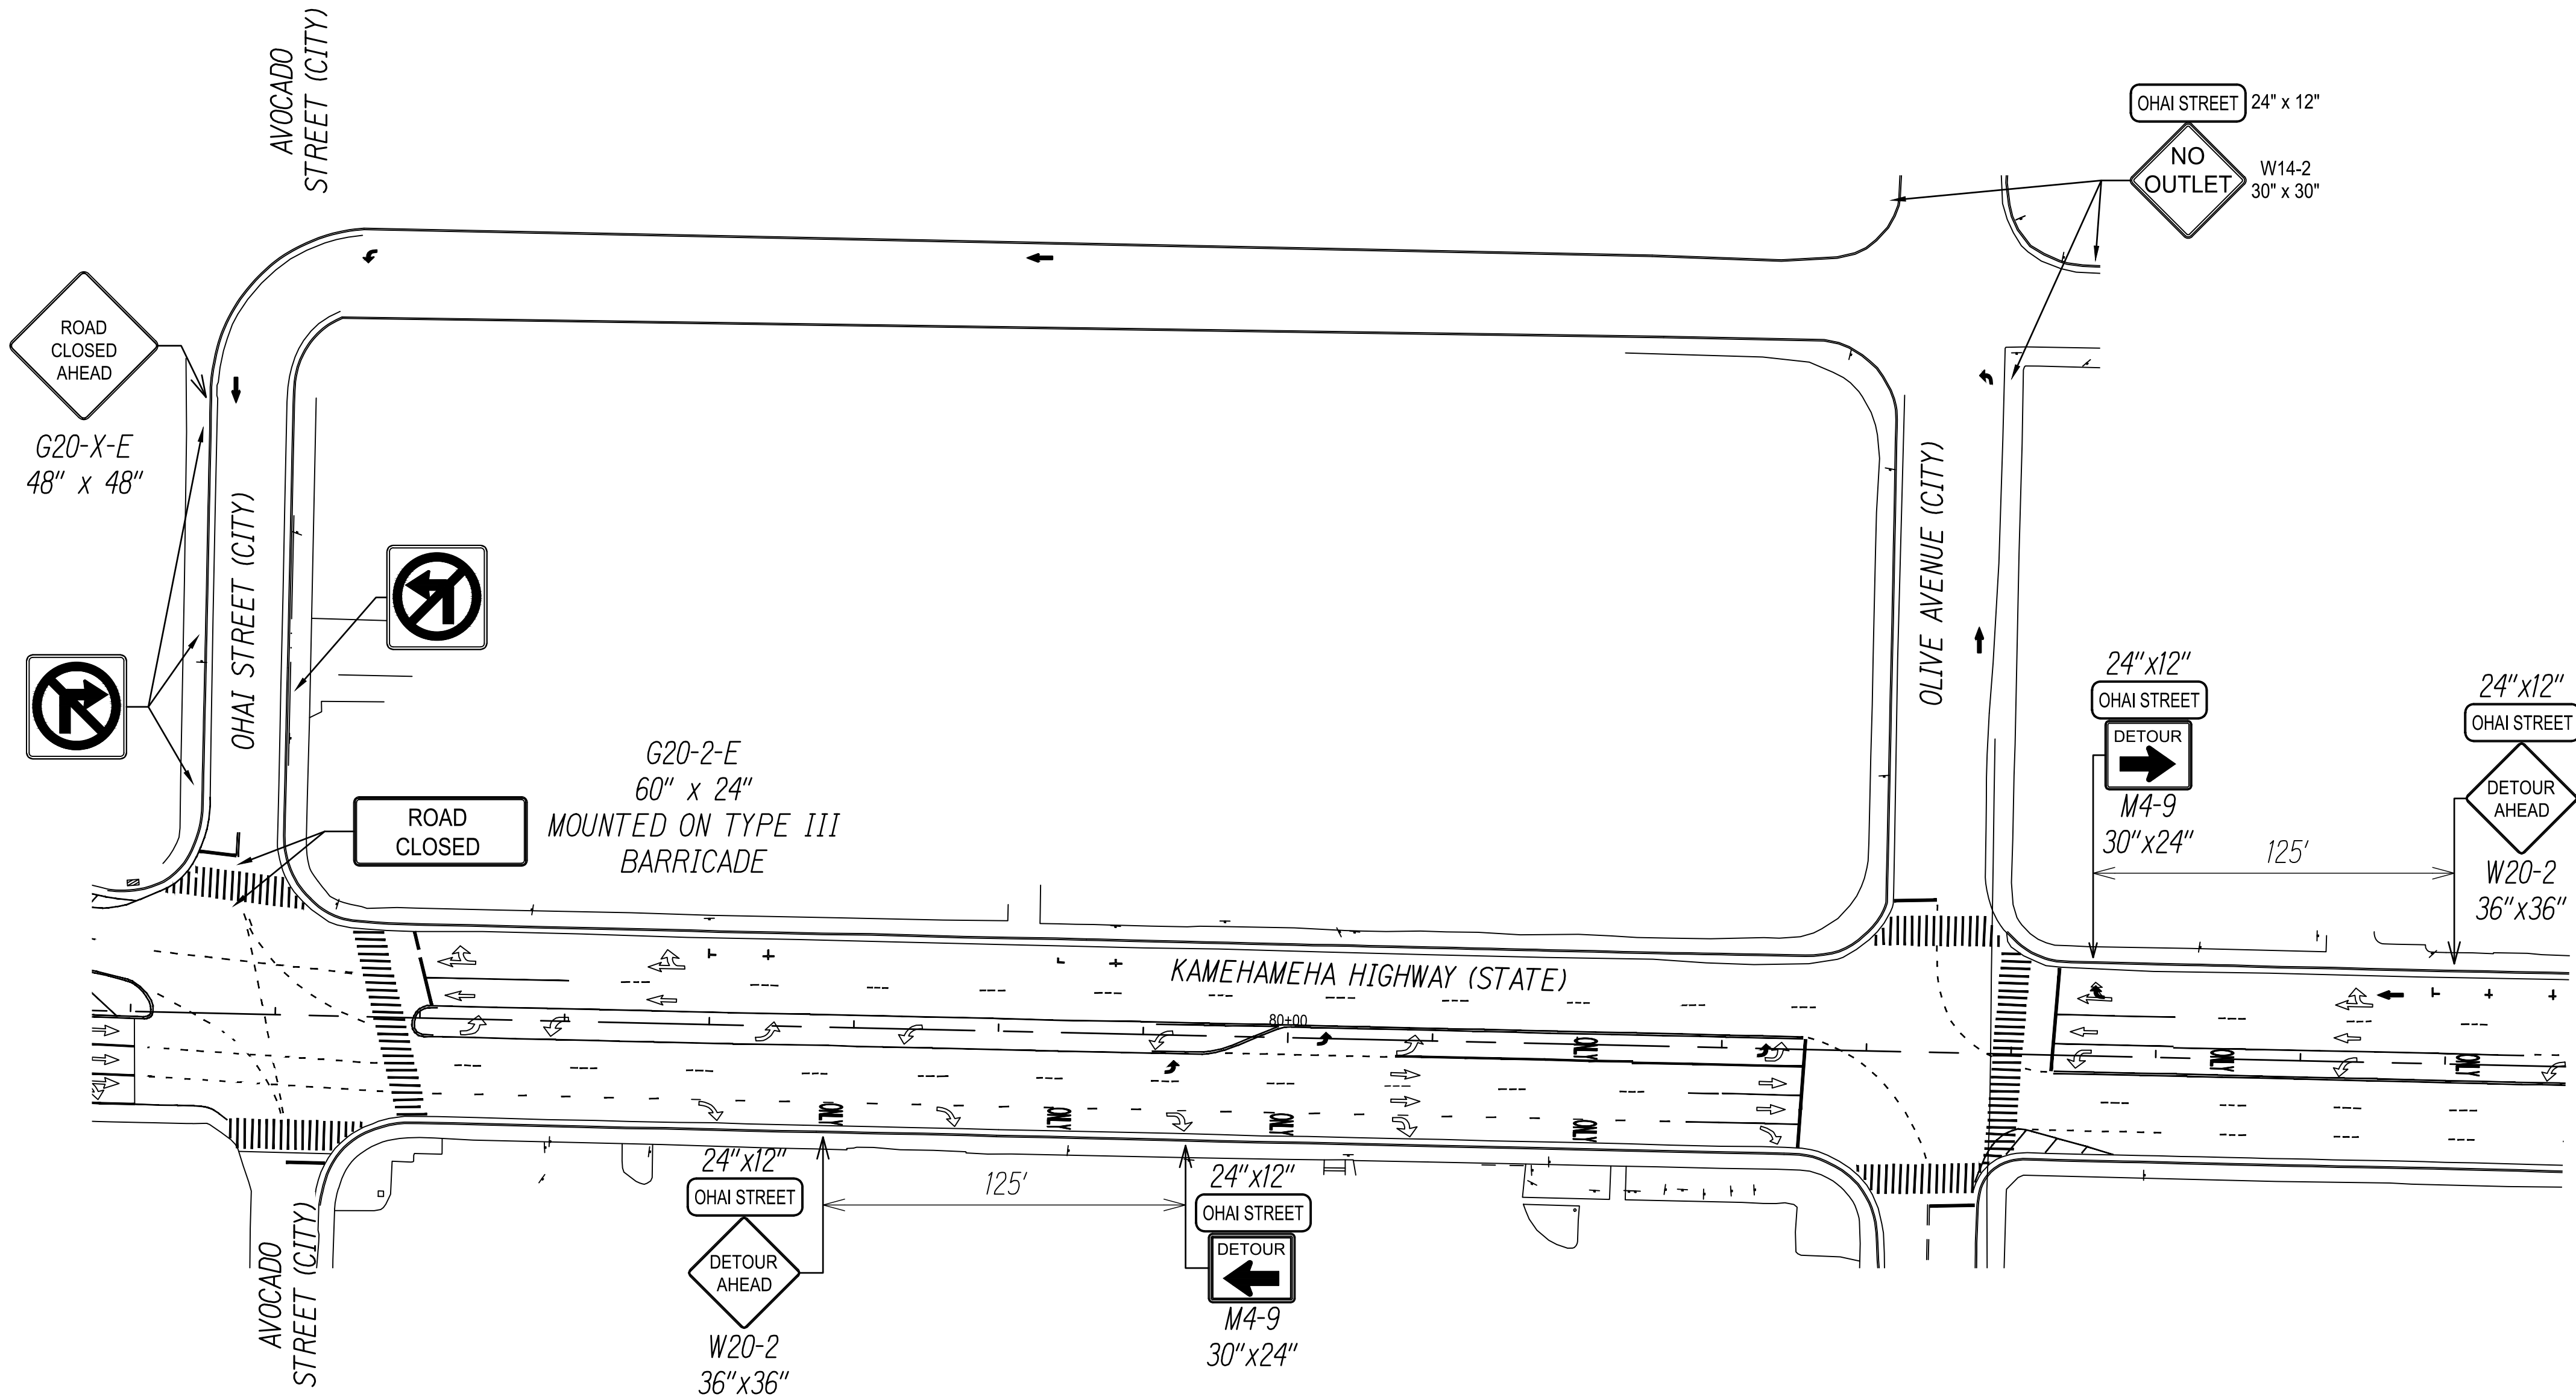 AVOCADO
STREET (CITY)
OHAI STREET
24" x 12"
NO
OUTLET
W14-2
30" x 30"
ROAD
CLOSED
AHEAD
G20-X-E
48" x 48"
OHAI STREET (CITY)
OLIVE AVENUE (CITY)
24"x12"
OHAI STREET
DETOUR
M4-9
30"x24"
24"x12"
OHAI STREET
DETOUR
AHEAD
W20-2
36"x36"
125'
G20-2-E
60" x 24"
MOUNTED ON TYPE III
BARRICADE
ROAD
CLOSED
KAMEHAMEHA HIGHWAY (STATE)
80+00
ONLY
ONLY
ONLY
ONLY
ONLY
ONLY
ONLY
24"x12"
OHAI STREET
DETOUR
AHEAD
W20-2
36"x36"
125'
24"x12"
OHAI STREET
DETOUR
M4-9
30"x24"
AVOCADO
STREET (CITY)